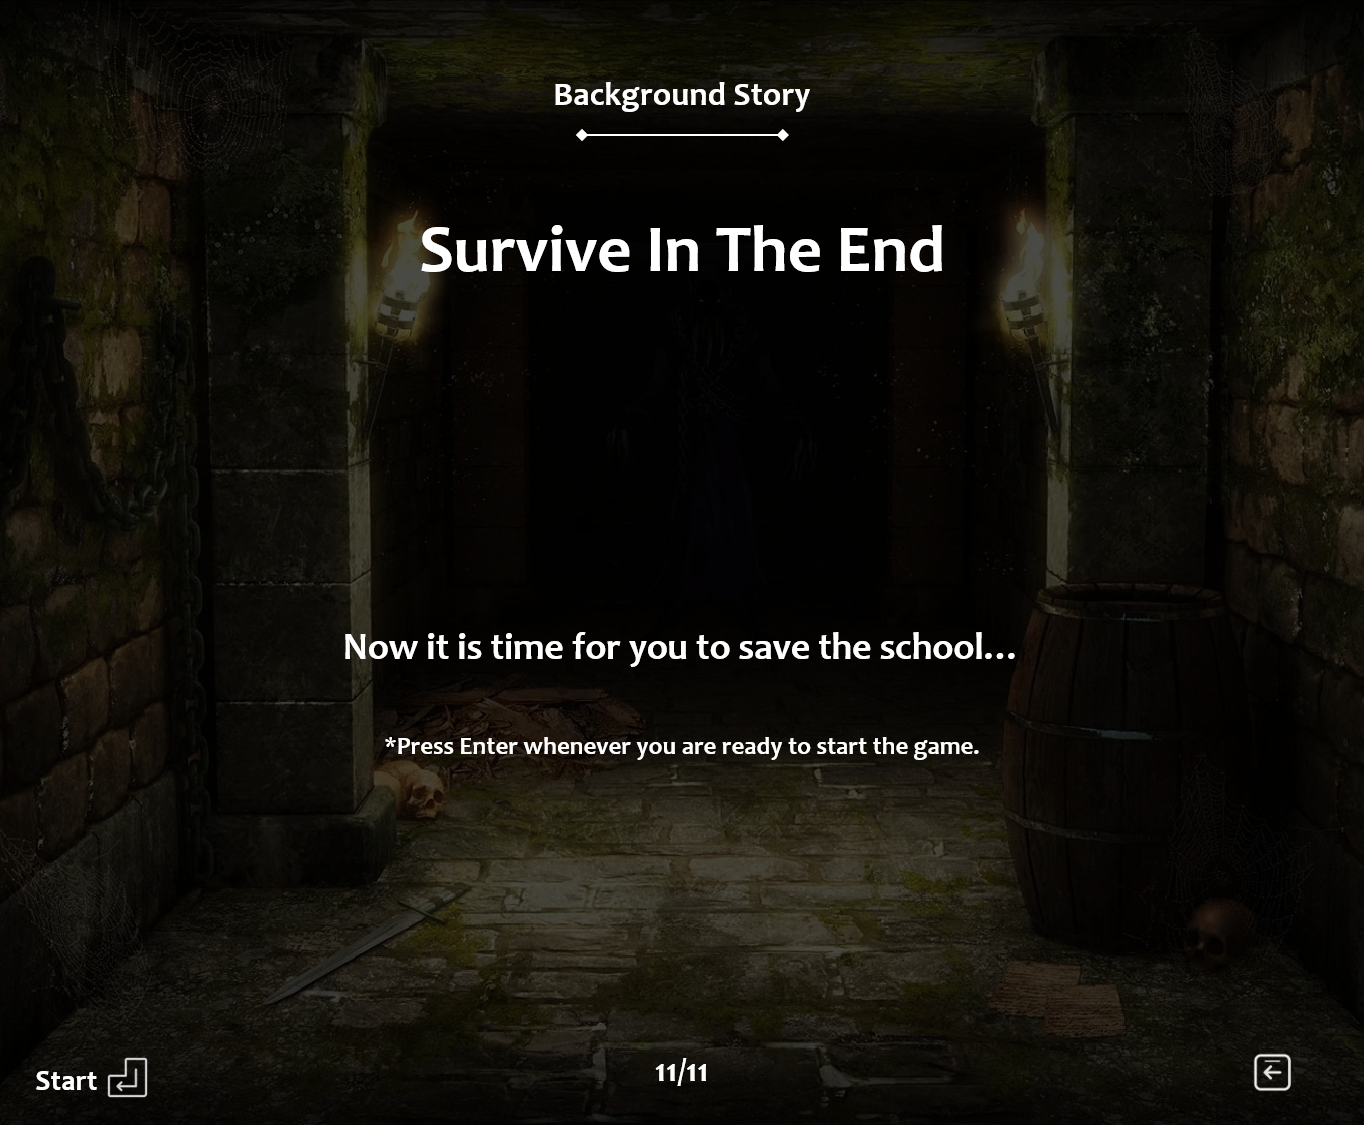 Background Story
Survive In The End
Now it is time for you to save the school...
*Press Enter whenever you are ready to start the game.
Start
11/11